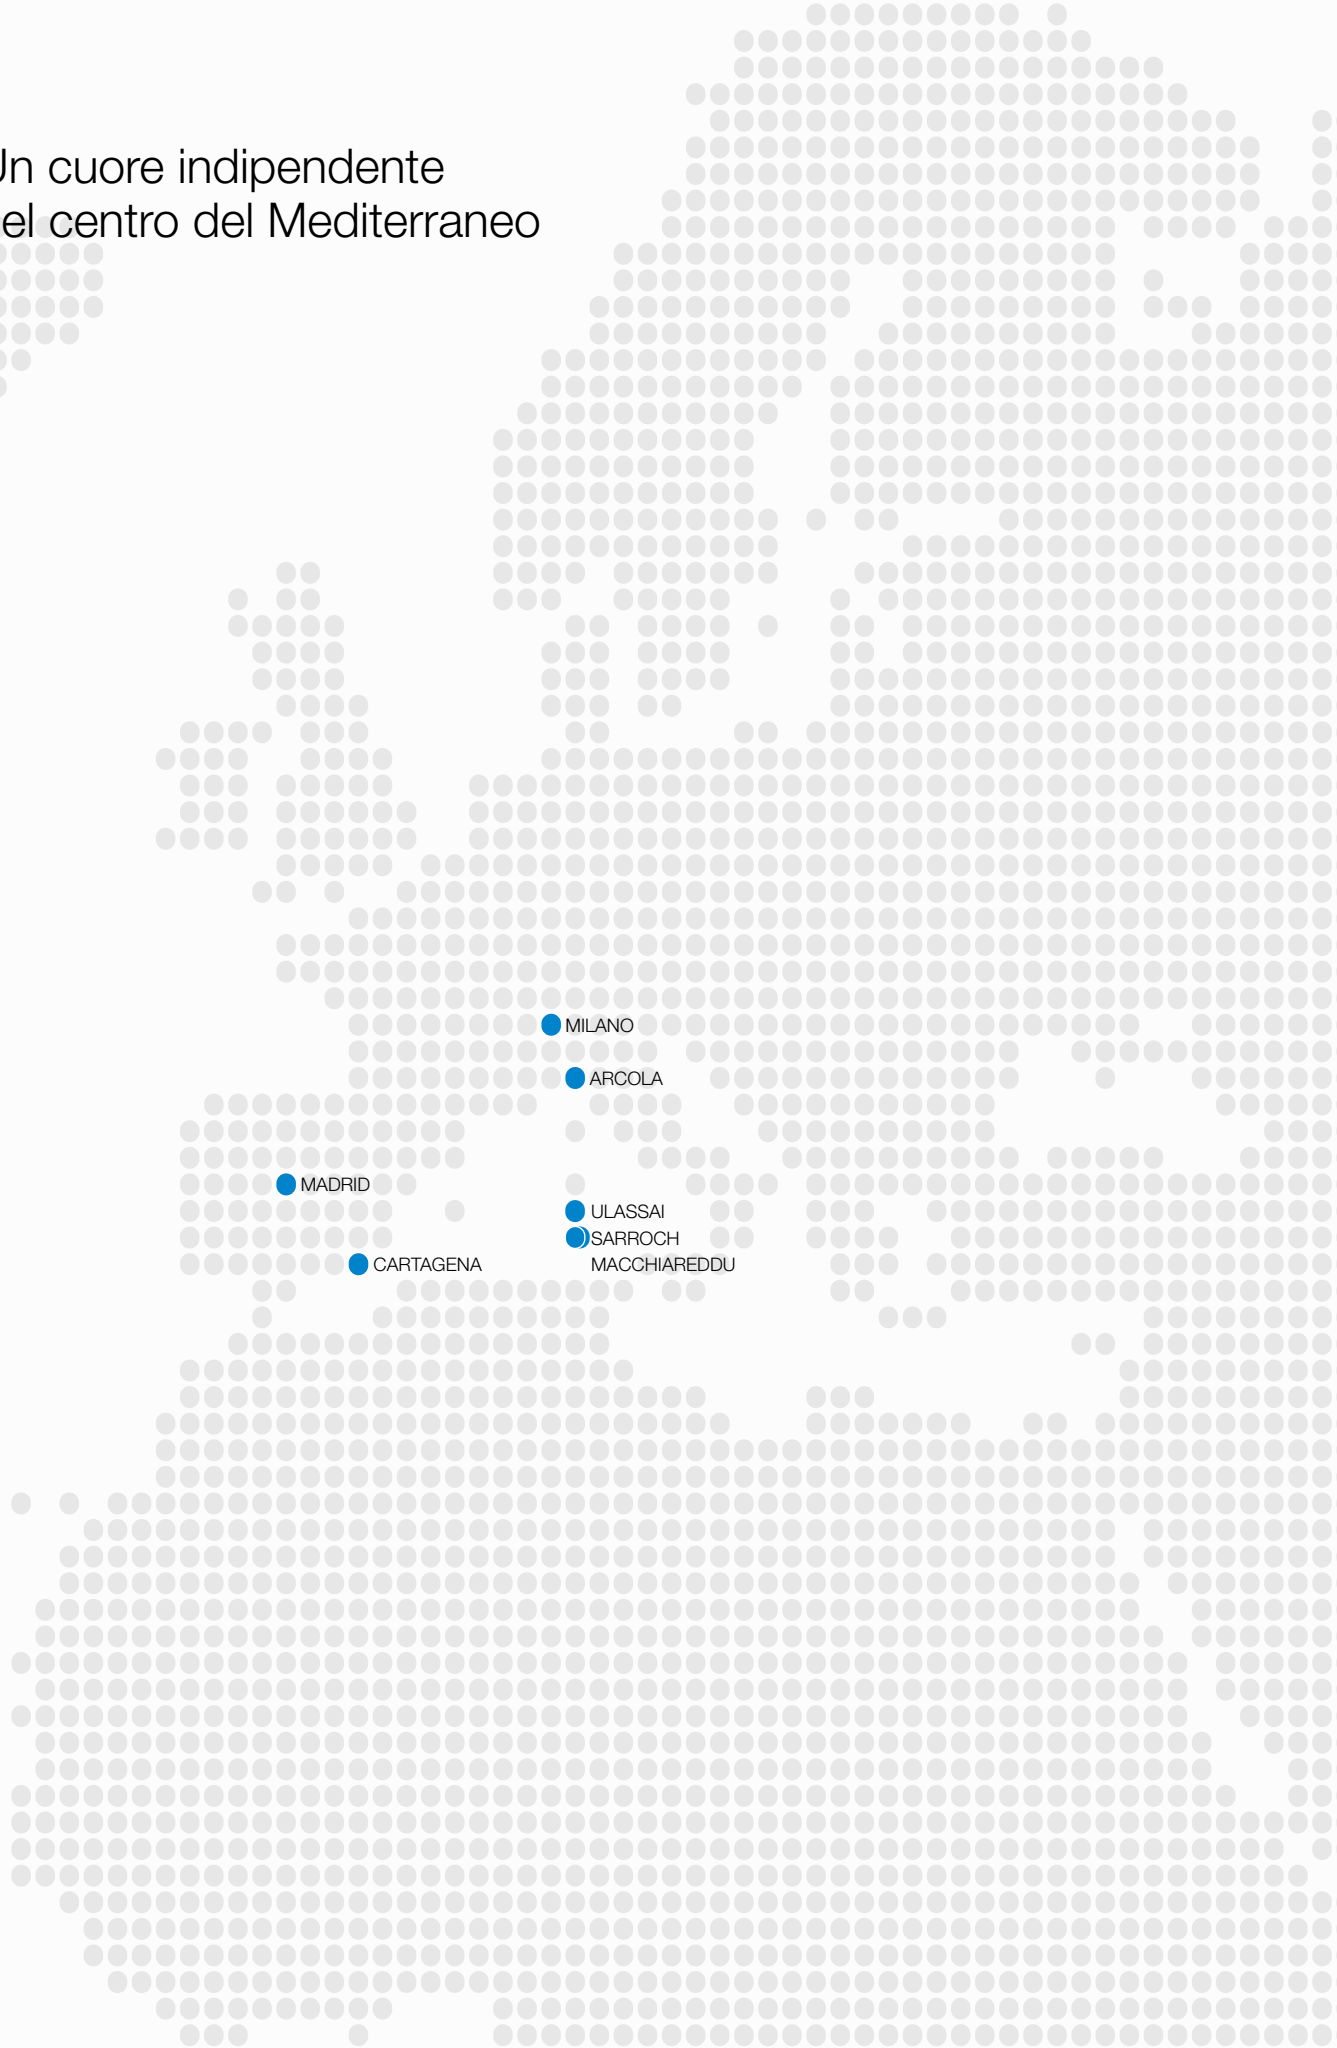 Un cuore indipendente
el centro del Mediterraneo
MILANO
ARCOLA
MADRID
ULASSAI
SARROCH
CARTAGENA
MACCHIAREDDU